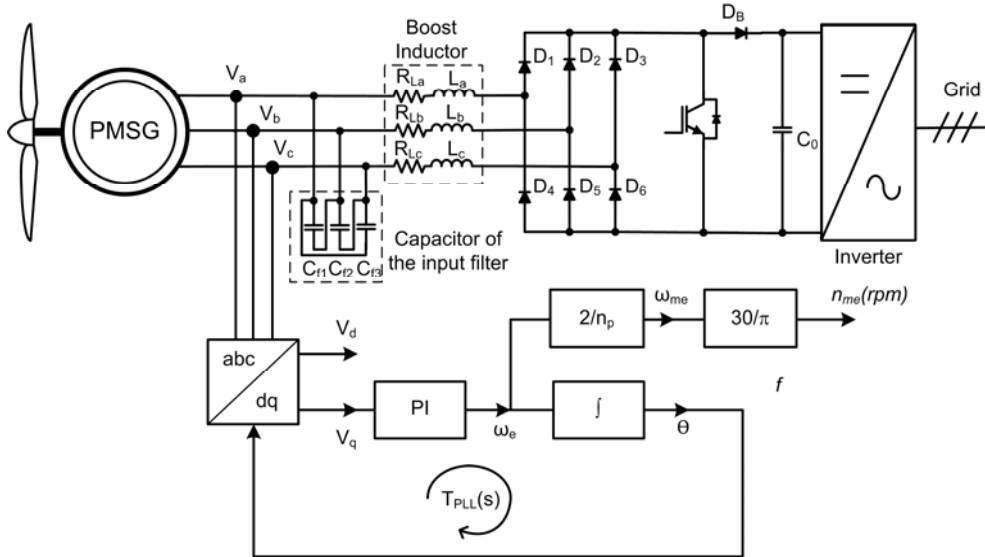 Boost
Inductor
D_B
V_a
R_La L_a
D_1 D_2 D_3
Grid
PMSG
V_b
R_Lb L_b
C_0
V_c
R_Lc L_c
D_4 D_5 D_6
Capacitor of
the input filter
C_f1 C_f2 C_f3
Inverter
2/n_p
ω_me
30/π
n_me(rpm)
abc
dq
V_d
V_q
PI
ω_e
∫
θ
f
T_PLL(s)